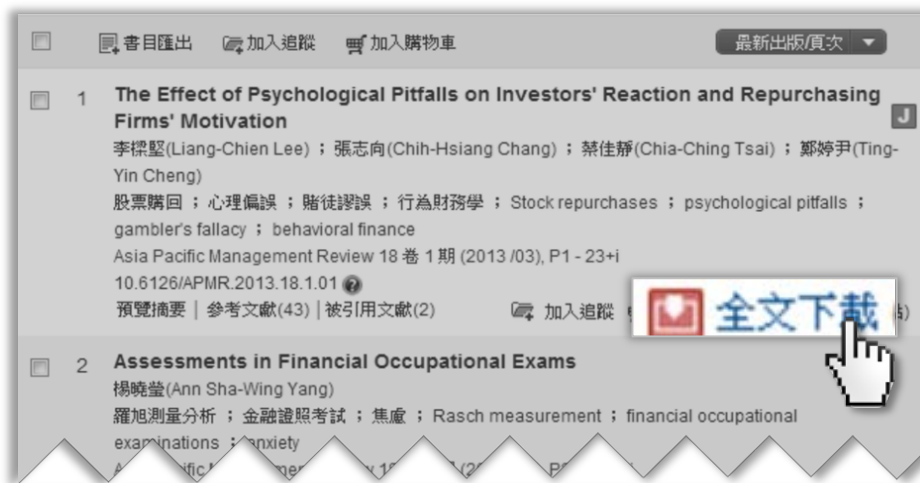 書目匯出 加入追蹤 加入購物車 最新出版/頁次
1 The Effect of Psychological Pitfalls on Investors' Reaction and Repurchasing
Firms' Motivation
J
李樑堅(Liang-Chien Lee) ; 張志向(Chih-Hsiang Chang) ; 蔡佳靜(Chia-Ching Tsai) ; 鄭婷尹(Ting-
Yin Cheng)
股票購回 ; 心理偏誤 ; 賭徒謬誤 ; 行為財務學 ; Stock repurchases ; psychological pitfalls ;
gambler's fallacy ; behavioral finance
Asia Pacific Management Review 18 卷 1 期 (2013 /03), P1 - 23+i
10.6126/APMR.2013.18.1.01 ?
預覽摘要 | 參考文獻(43) | 被引用文獻(2) 加入追蹤 全文下載
2 Assessments in Financial Occupational Exams
楊曉瑩(Ann Sha-Wing Yang)
羅旭測量分析 ; 金融證照考試 ; 焦慮 ; Rasch measurement ; financial occupational
examinations ; anxiety